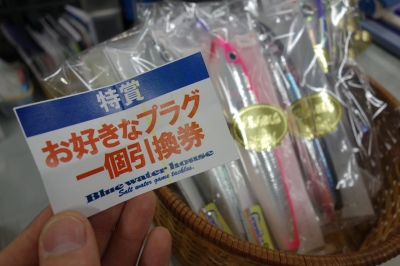 特賞
お好きなプラグ
一個引換券
Blue water house
Salt water game tackles.